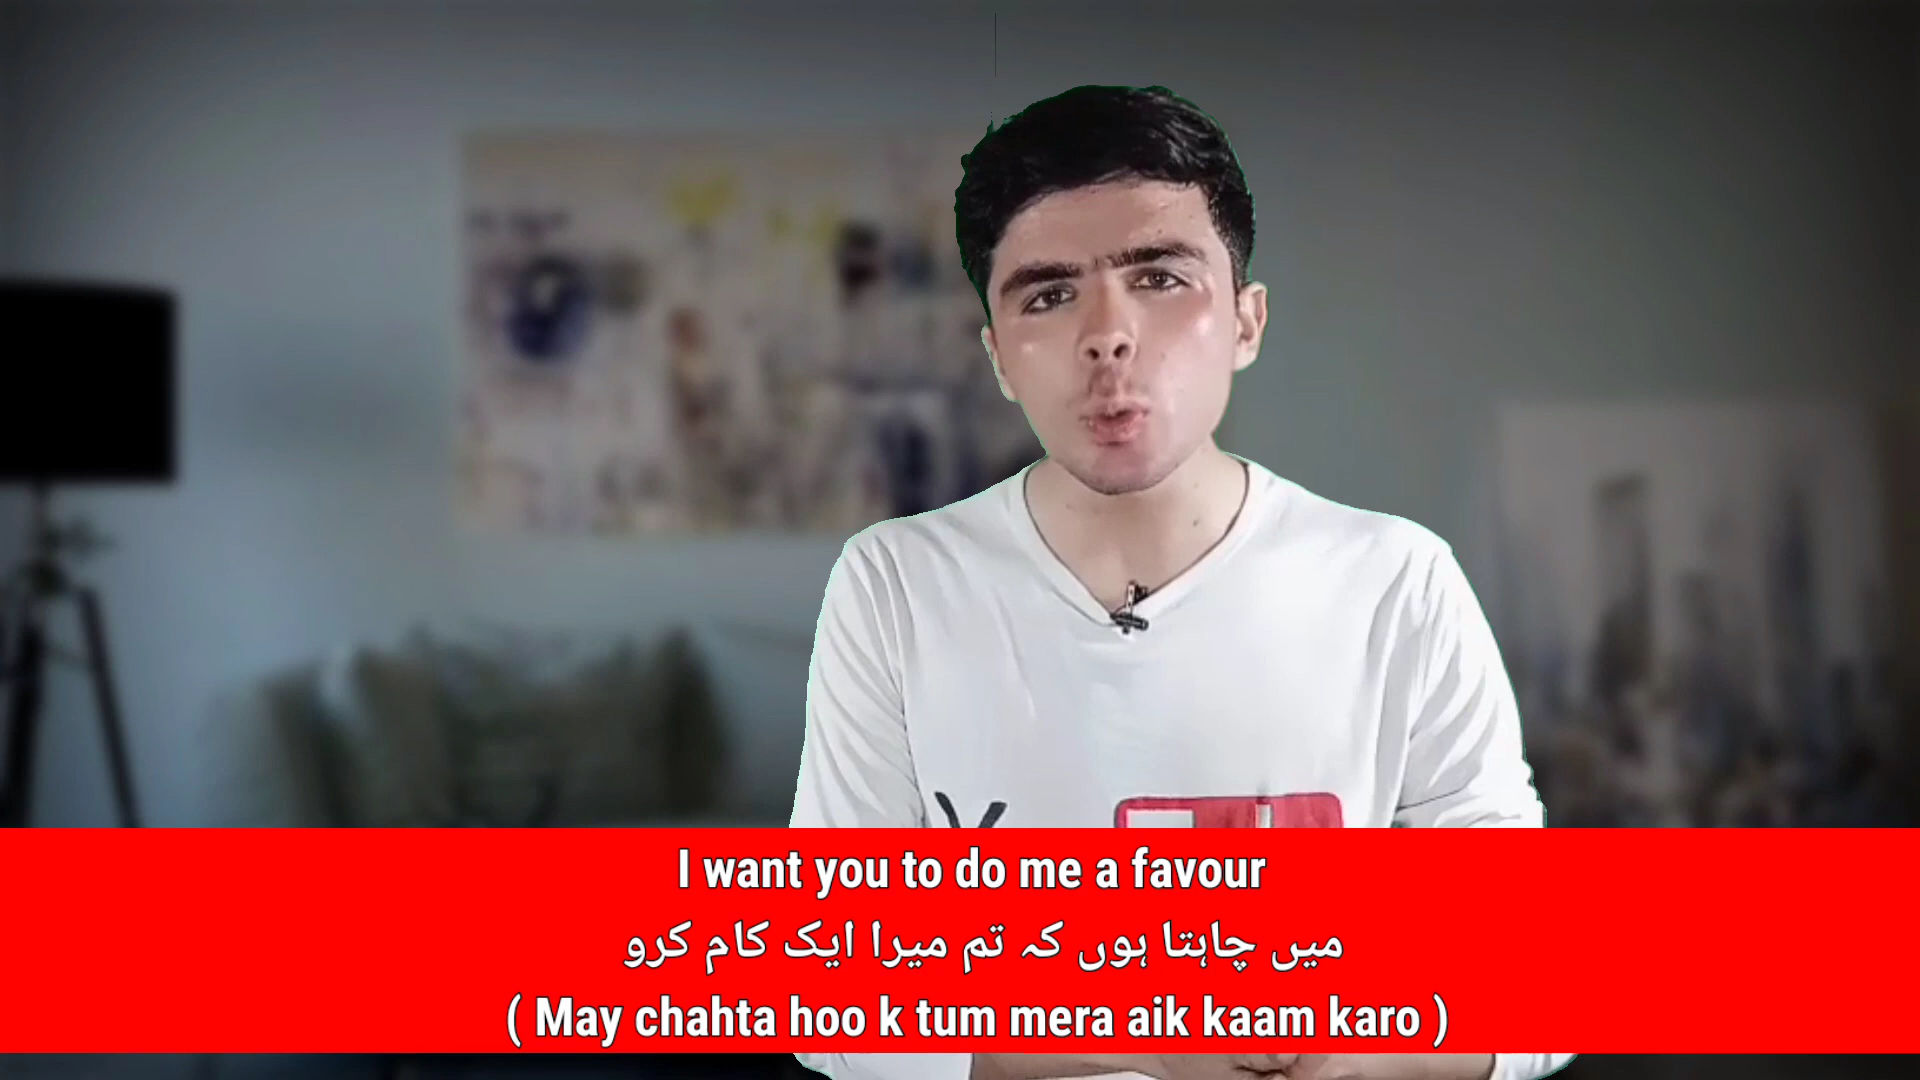 I want you to do me a favour
میں چاہتا ہوں کہ تم میرا ایک کام کرو
( May chahta hoo k tum mera aik kaam karo )